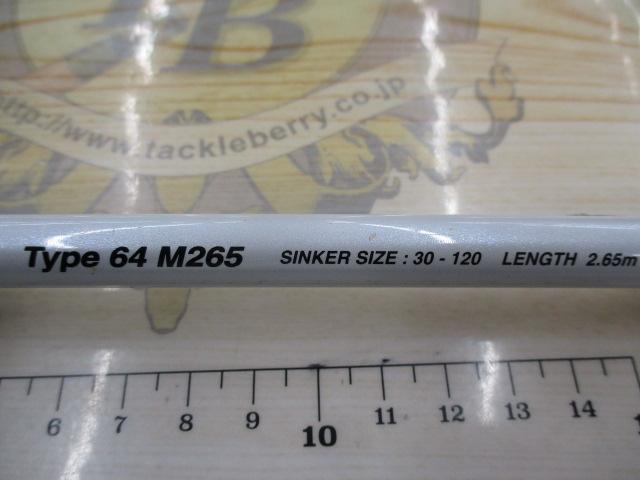 TB
http://www.tackleberry.co.jp
Type 64 M265 SINKER SIZE : 30 - 120 LENGTH 2.65m
6 7 8 9 10 11 12 13 14